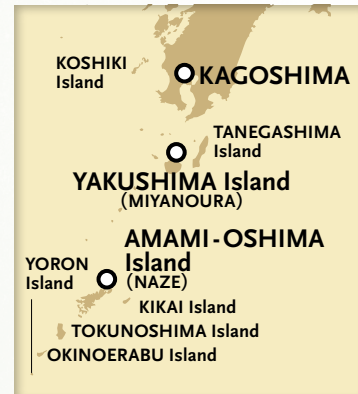 KOSHIKI
Island
KAGOSHIMA
TANEGASHIMA
Island
YAKUSHIMA Island
(MIYANOURA)
AMAMI-OSHIMA
Island
(NAZE)
YORON
Island
KIKAI Island
TOKUNOSHIMA Island
OKINOERABU Island